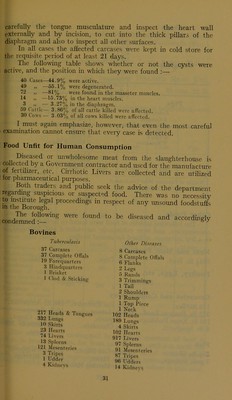 carefully the tongue musculature and inspect the heart wall
externally and by incision, to cut into the thick pillars of the
diaphragm and also to inspect all other surfaces.
In all cases the affected carcases were kept in cold store for
the requisite period of at least 21 days.
The following table shows whether or not the cysts were
active, and the position in which they were found :—
40 Cases—44.9% were active.
49 „ —55.1% were degenerated.
72 „ —81% were found in the masseter muscles.
14 „ —15.73% in the heart muscles.
3 „ — 3.27% in the diaphragm.
59 Cattle— 2.86% of all cattle killed were affected.
30 Cows— 3.03% of all cows killed were affected.
I must again emphasize, however, that even the most careful
examination cannot ensure that every case is detected.
Food Unfit for Human Consumption
Diseased or unwholesome meat from the slaughterhouse is
collected by a Government contractor and used for the manufacture
of fertilizer, etc. Cirrhotic Livers are collected and are utilized
for pharmaceutical purposes.
Both traders and public seek the advice of the department
regarding suspicious or suspected food. There was no necessity
to institute legal proceedings in respect of any unsound foodstuffs
in the Borough.
The following were found to be diseased and accordingly
condemned :—
Bovines
Tuberculosis
37 Carcases
37 Complete Offals
19 Forequarters
3 Hindquarters
1 Brisket
1 Clod & Sticking
217 Heads & Tongues
332 Lungs
10 Skirts
23 Hearts
74 Livers
13 Spleens
121 Mesenteries
3 Tripes
1 Udder
4 Kidneys
Other Diseases
8 Carcases
8 Complete Offals
6 Flanks
2 Legs
5 Rounds
3 Trimmings
1 Tail
2 Shoulders
1 Rump
1 Top Piece
1 Neck
102 Heads
189 Lungs
4 Skirts
102 Hearts
517 Livers
97 Spleens
91 Mesenteries
87 Tripes
96 Udders
14 Kidneys
31